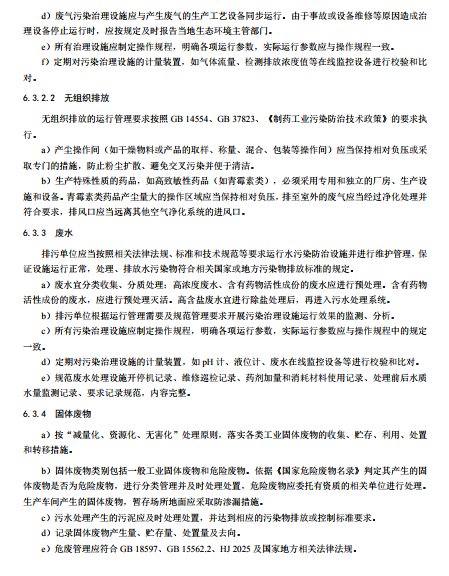 d）废气污染治理设施应与产生废气的生产工艺设备同步运行。由于事故或设备维修等原因造成治
理设备停止运行时，应按规定及时报告当地生态环境主管部门。
e）所有治理设施应制定操作规程，明确各项运行参数，实际运行参数应与操作规程一致。
f）定期对污染治理设施的计量装置，如气体流量、检测排放浓度值等在线监控设备进行校验和比
对。
6.3.2.2 无组织排放
无组织排放的运行管理要求按照 GB 14554、GB 37823、《制药工业污染防治技术政策》的要求执
行。
a）产尘操作间（如干燥物料或产品的取样、称量、混合、包装等操作间）应当保持相对负压或采
取专门的措施，防止粉尘扩散、避免交叉污染并便于清洁。
b）生产特殊性质的药品，如高致敏性药品（如青霉素类），必须采用专用和独立的厂房、生产设
施和设备。青霉素类药品产尘量大的操作区域应当保持相对负压，排至室外的废气应当经过净化处理并
符合要求，排风口应当远离其他空气净化系统的进风口。
6.3.3 废水
排污单位应当按照相关法律法规、标准和技术规范等要求运行水污染防治设施并进行维护管理，保
证设施运行正常，处理、排放水污染物符合相关国家或地方污染物排放标准的规定。
a）废水宜分类收集、分质处理；高浓度废水、含有药物活性成份的废水应进行预处理。含有药物
活性成份的废水，应进行预处理灭活。高含盐废水宜进行除盐处理后，再进入污水处理系统。
b）排污单位根据运行管理需要及规范管理要求开展污染治理设施运行效果的监测、分析。
c）所有污染治理设施应制定操作规程，明确各项运行参数，实际运行参数应与操作规程中的规定
一致。
d）定期对污染治理设施的计量装置，如 pH 计、液位计、废水在线监控设备等进行校验和比对。
e）规范废水处理设施开停机记录、维修巡检记录、药剂加量和消耗材料使用记录、处理前后水质
水量监测记录、要求记录规范，内容完整。
6.3.4 固体废物
a）按“减量化、资源化、无害化”处理原则，落实各类工业固体废物的收集、贮存、利用、处置
和转移措施。
b）固体废物类别包括一般工业固体废物和危险废物。依据《国家危险废物名录》判定其产生的固
体废物是否为危险废物，进行分类管理并及时处理处置，危险废物应委托有资质的相关单位进行处理。
生产车间产生的固体废物，暂存场所地面应采取防渗漏措施。
c）污水处理产生的污泥应及时处理处置，并达到相应的污染物排放或控制标准要求。
d）记录固体废物产生量、贮存量、处置量及去向。
e）危废管理应符合 GB 18597、GB 15562.2、HJ 2025 及国家地方相关法律法规。